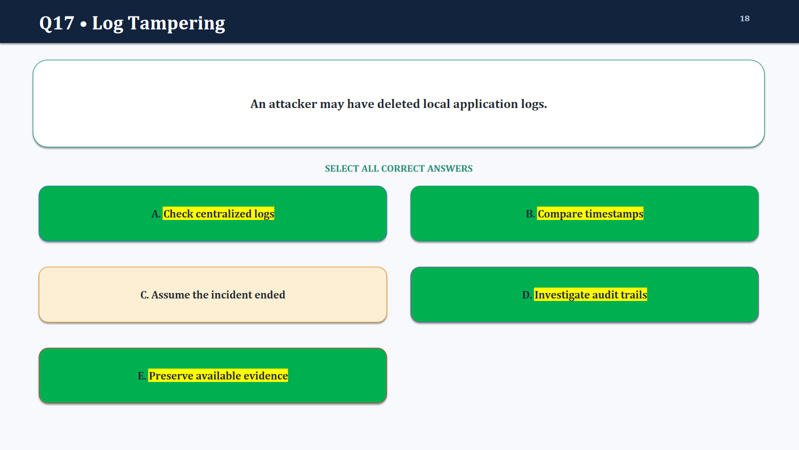 Q17 • Log Tampering
18
An attacker may have deleted local application logs.
SELECT ALL CORRECT ANSWERS
A. Check centralized logs
B. Compare timestamps
C. Assume the incident ended
D. Investigate audit trails
E. Preserve available evidence